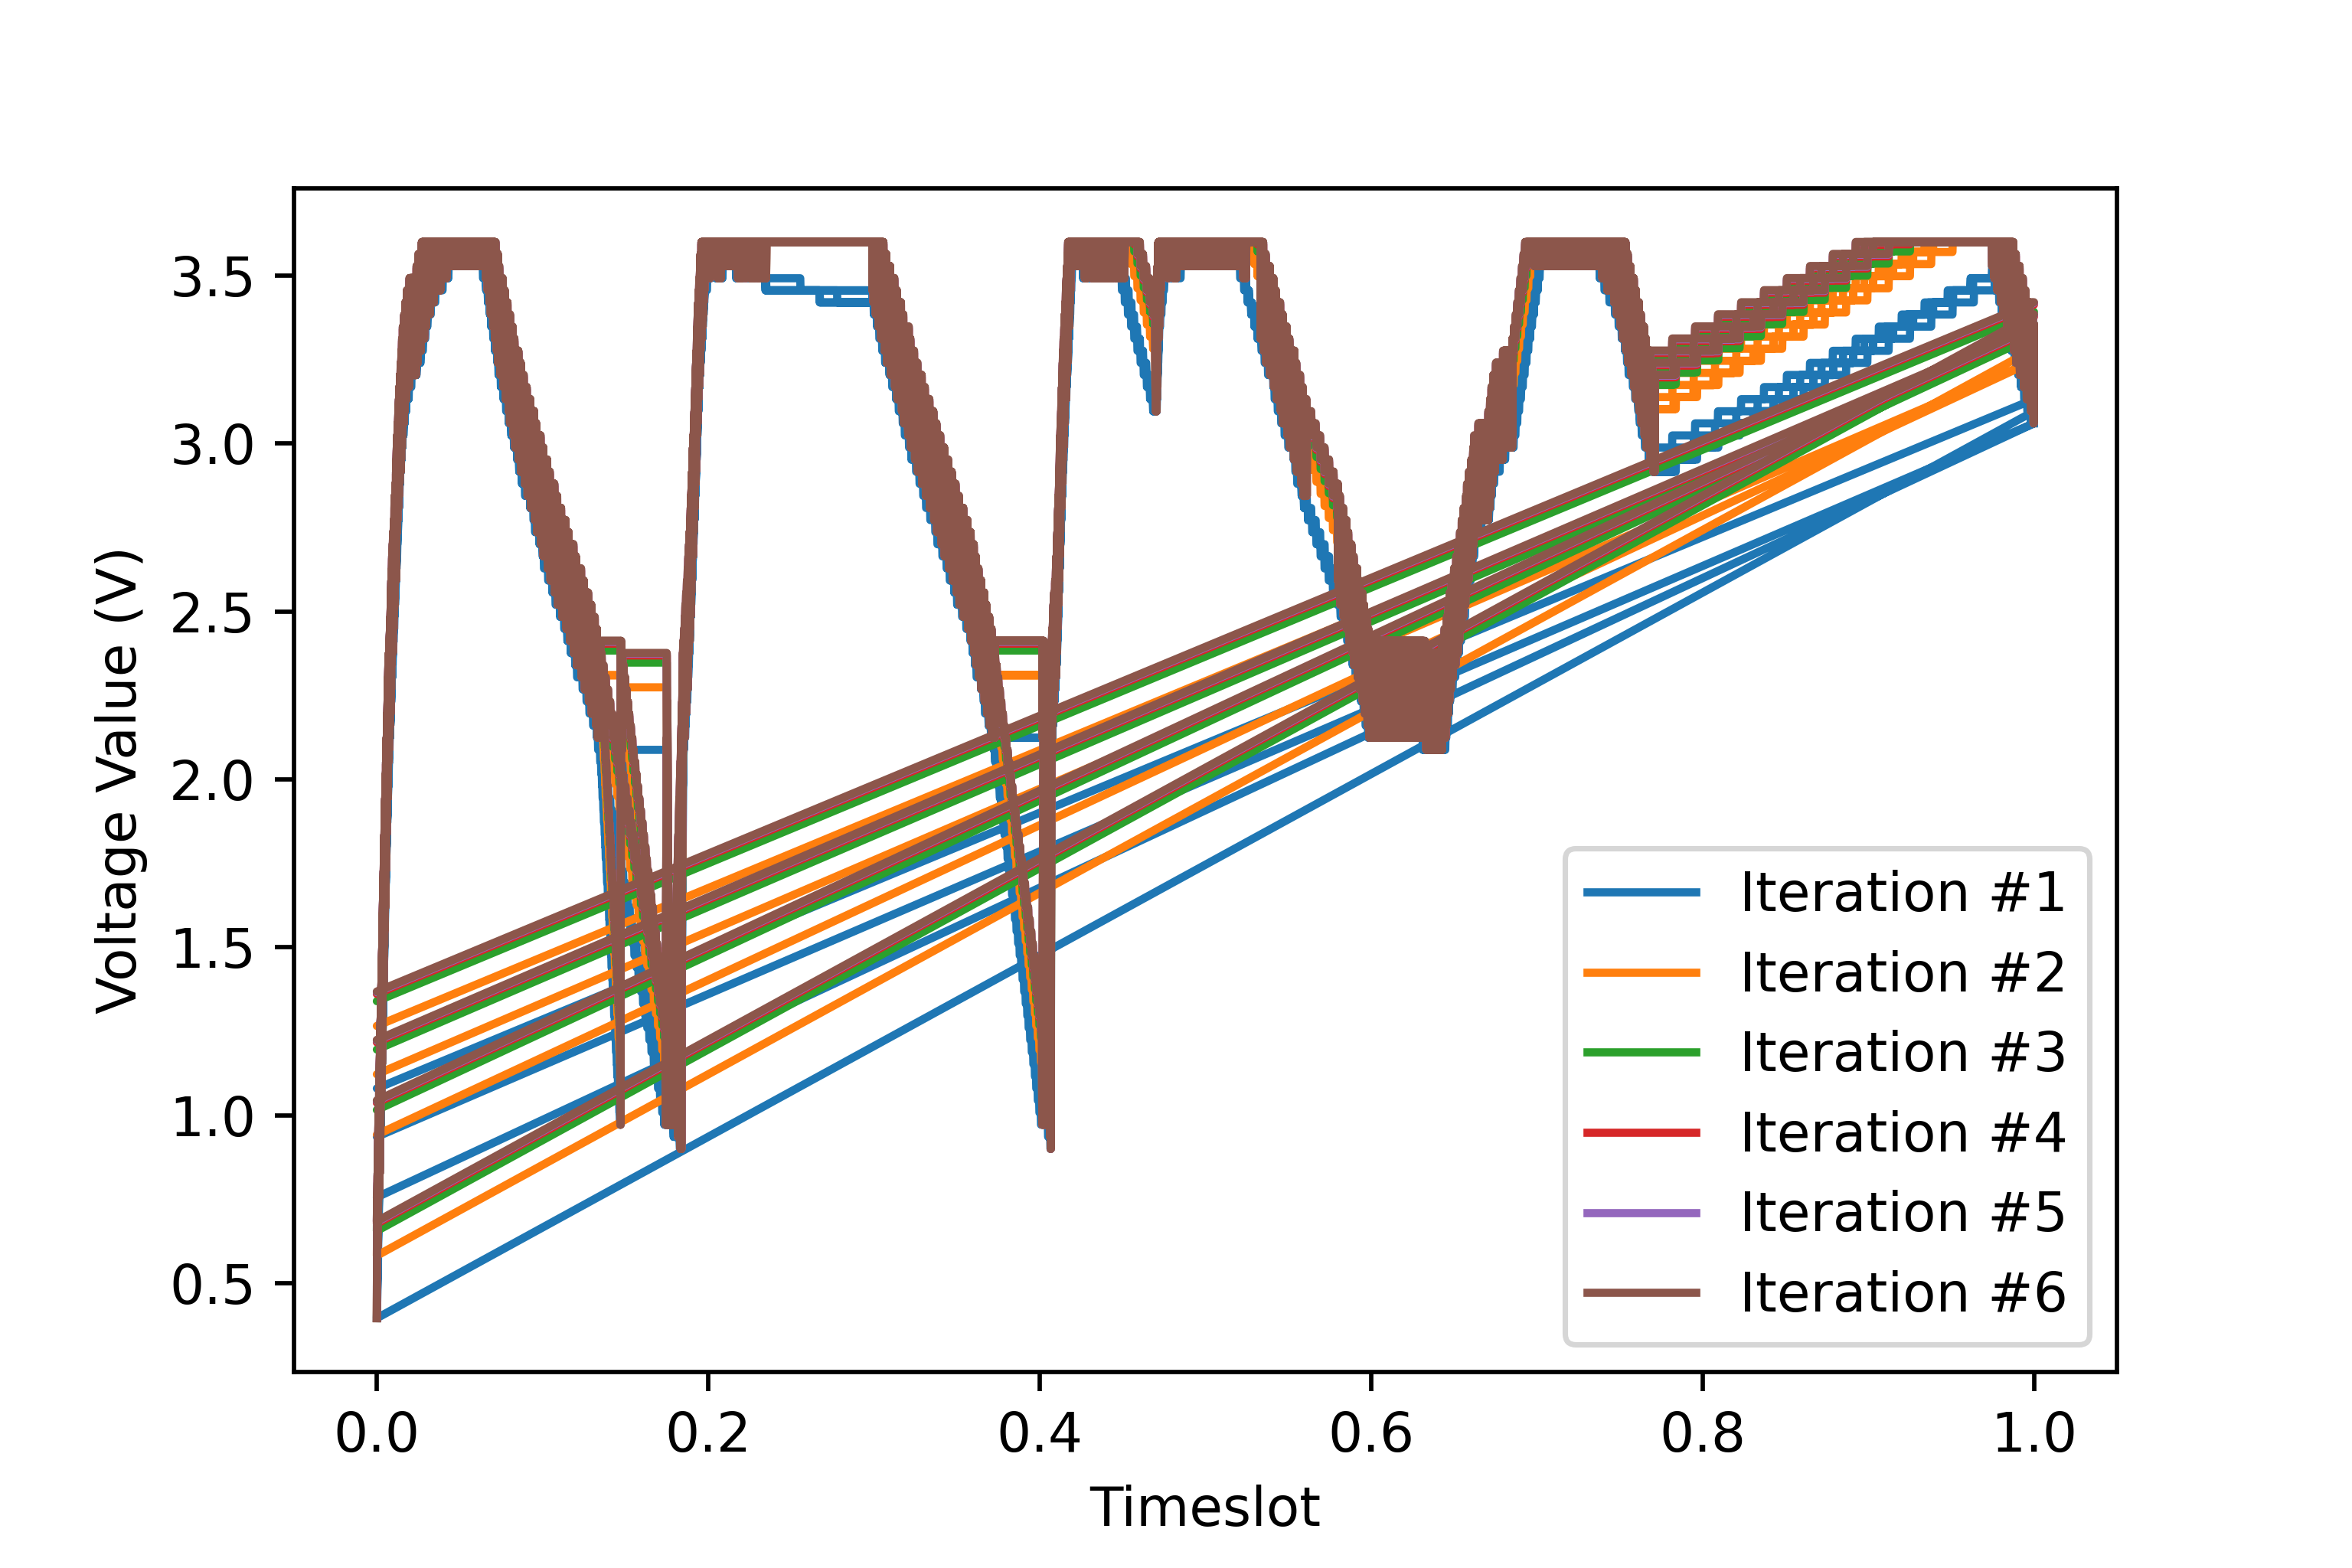 3.5
3.0
2.5
2.0
1.5
1.0
0.5
Voltage Value (V)
Iteration #1
Iteration #2
Iteration #3
Iteration #4
Iteration #5
Iteration #6
0.0 0.2 0.4 0.6 0.8 1.0
Timeslot